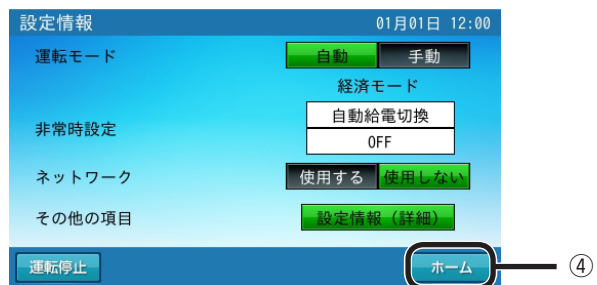 設定情報 01月01日 12:00
運転モード 自動 手動
経済モード
非常時設定 自動給電切換
OFF
ネットワーク 使用する 使用しない
その他の項目 設定情報（詳細）
運転停止 ホーム ④